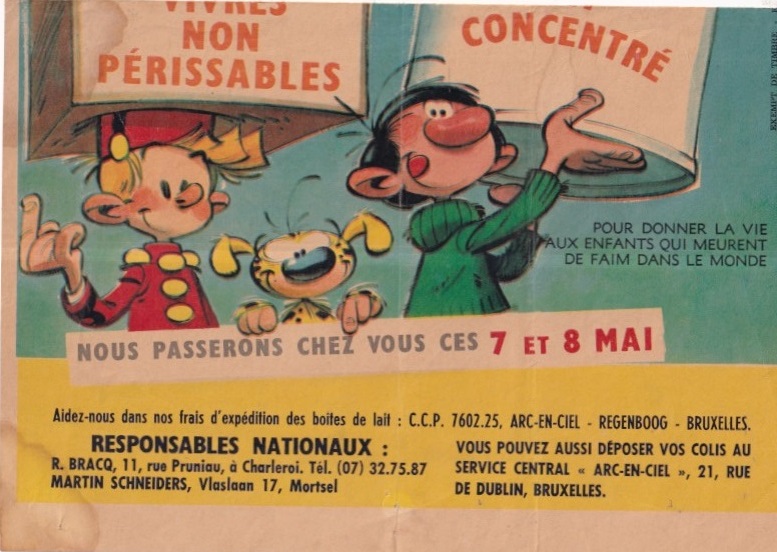 VIVRES
NON
PÉRISSABLES
CONCENTRÉ
POUR DONNER LA VIE
AUX ENFANTS QUI MEURENT
DE FAIM DANS LE MONDE
NOUS PASSERONS CHEZ VOUS CES 7 ET 8 MAI
Aidez-nous dans nos frais d'expédition des boites de lait : C.C.P. 7602.25, ARC-EN-CIEL - REGENBOOG - BRUXELLES.
RESPONSABLES NATIONAUX :
R. BRACQ, 11, rue Pruniau, à Charleroi. Tél. (07) 32.75.87
MARTIN SCHNEIDERS, Vlaslaan 17, Mortsel
VOUS POUVEZ AUSSI DÉPOSER VOS COLIS AU
SERVICE CENTRAL « ARC-EN-CIEL », 21, RUE
DE DUBLIN, BRUXELLES.